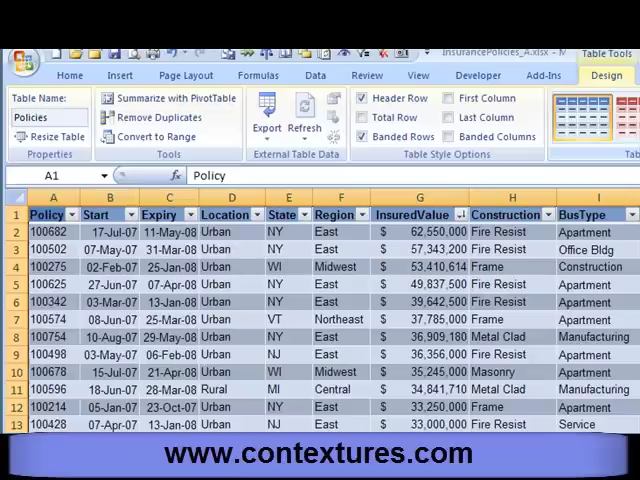 InsurancePolicies_A.xlsx - M
Table Tools
Home Insert Page Layout Formulas Data Review View Developer Add-Ins Design
Table Name:
Policies
Resize Table
Properties
Summarize with PivotTable
Remove Duplicates
Convert to Range
Tools
Export Refresh
External Table Data
Header Row First Column
Total Row Last Column
Banded Rows Banded Columns
Table Style Options
Tab
A1 fx Policy
A B C D E F G H I
1 Policy Start Expiry Location State Region InsuredValue Construction BusType
2 100682 17-Jul-07 11-May-08 Urban NY East $ 62,550,000 Fire Resist Apartment
3 100502 07-May-07 31-Mar-08 Urban NY East $ 57,343,200 Fire Resist Office Bldg
4 100275 02-Feb-07 25-Jan-08 Urban WI Midwest $ 53,410,614 Frame Construction
5 100625 27-Jun-07 07-Apr-08 Urban NY East $ 49,837,500 Fire Resist Apartment
6 100342 03-Mar-07 13-Jan-08 Urban NY East $ 39,642,500 Fire Resist Apartment
7 100574 08-Jun-07 25-Mar-08 Urban VT Northeast $ 37,785,000 Frame Apartment
8 100754 10-Aug-07 29-May-08 Urban NY East $ 36,909,180 Metal Clad Manufacturing
9 100498 03-May-07 06-Feb-08 Urban NJ East $ 36,356,000 Fire Resist Apartment
10 100678 15-Jul-07 21-Apr-08 Urban WI Midwest $ 35,245,000 Masonry Apartment
11 100596 18-Jun-07 28-Mar-08 Rural MI Central $ 34,841,710 Metal Clad Manufacturing
12 100214 05-Jan-07 23-Oct-07 Urban NY East $ 33,250,000 Frame Apartment
13 100428 07-Apr-07 13-Jan-08 Urban NJ East $ 33,000,000 Fire Resist Service
www.contextures.com